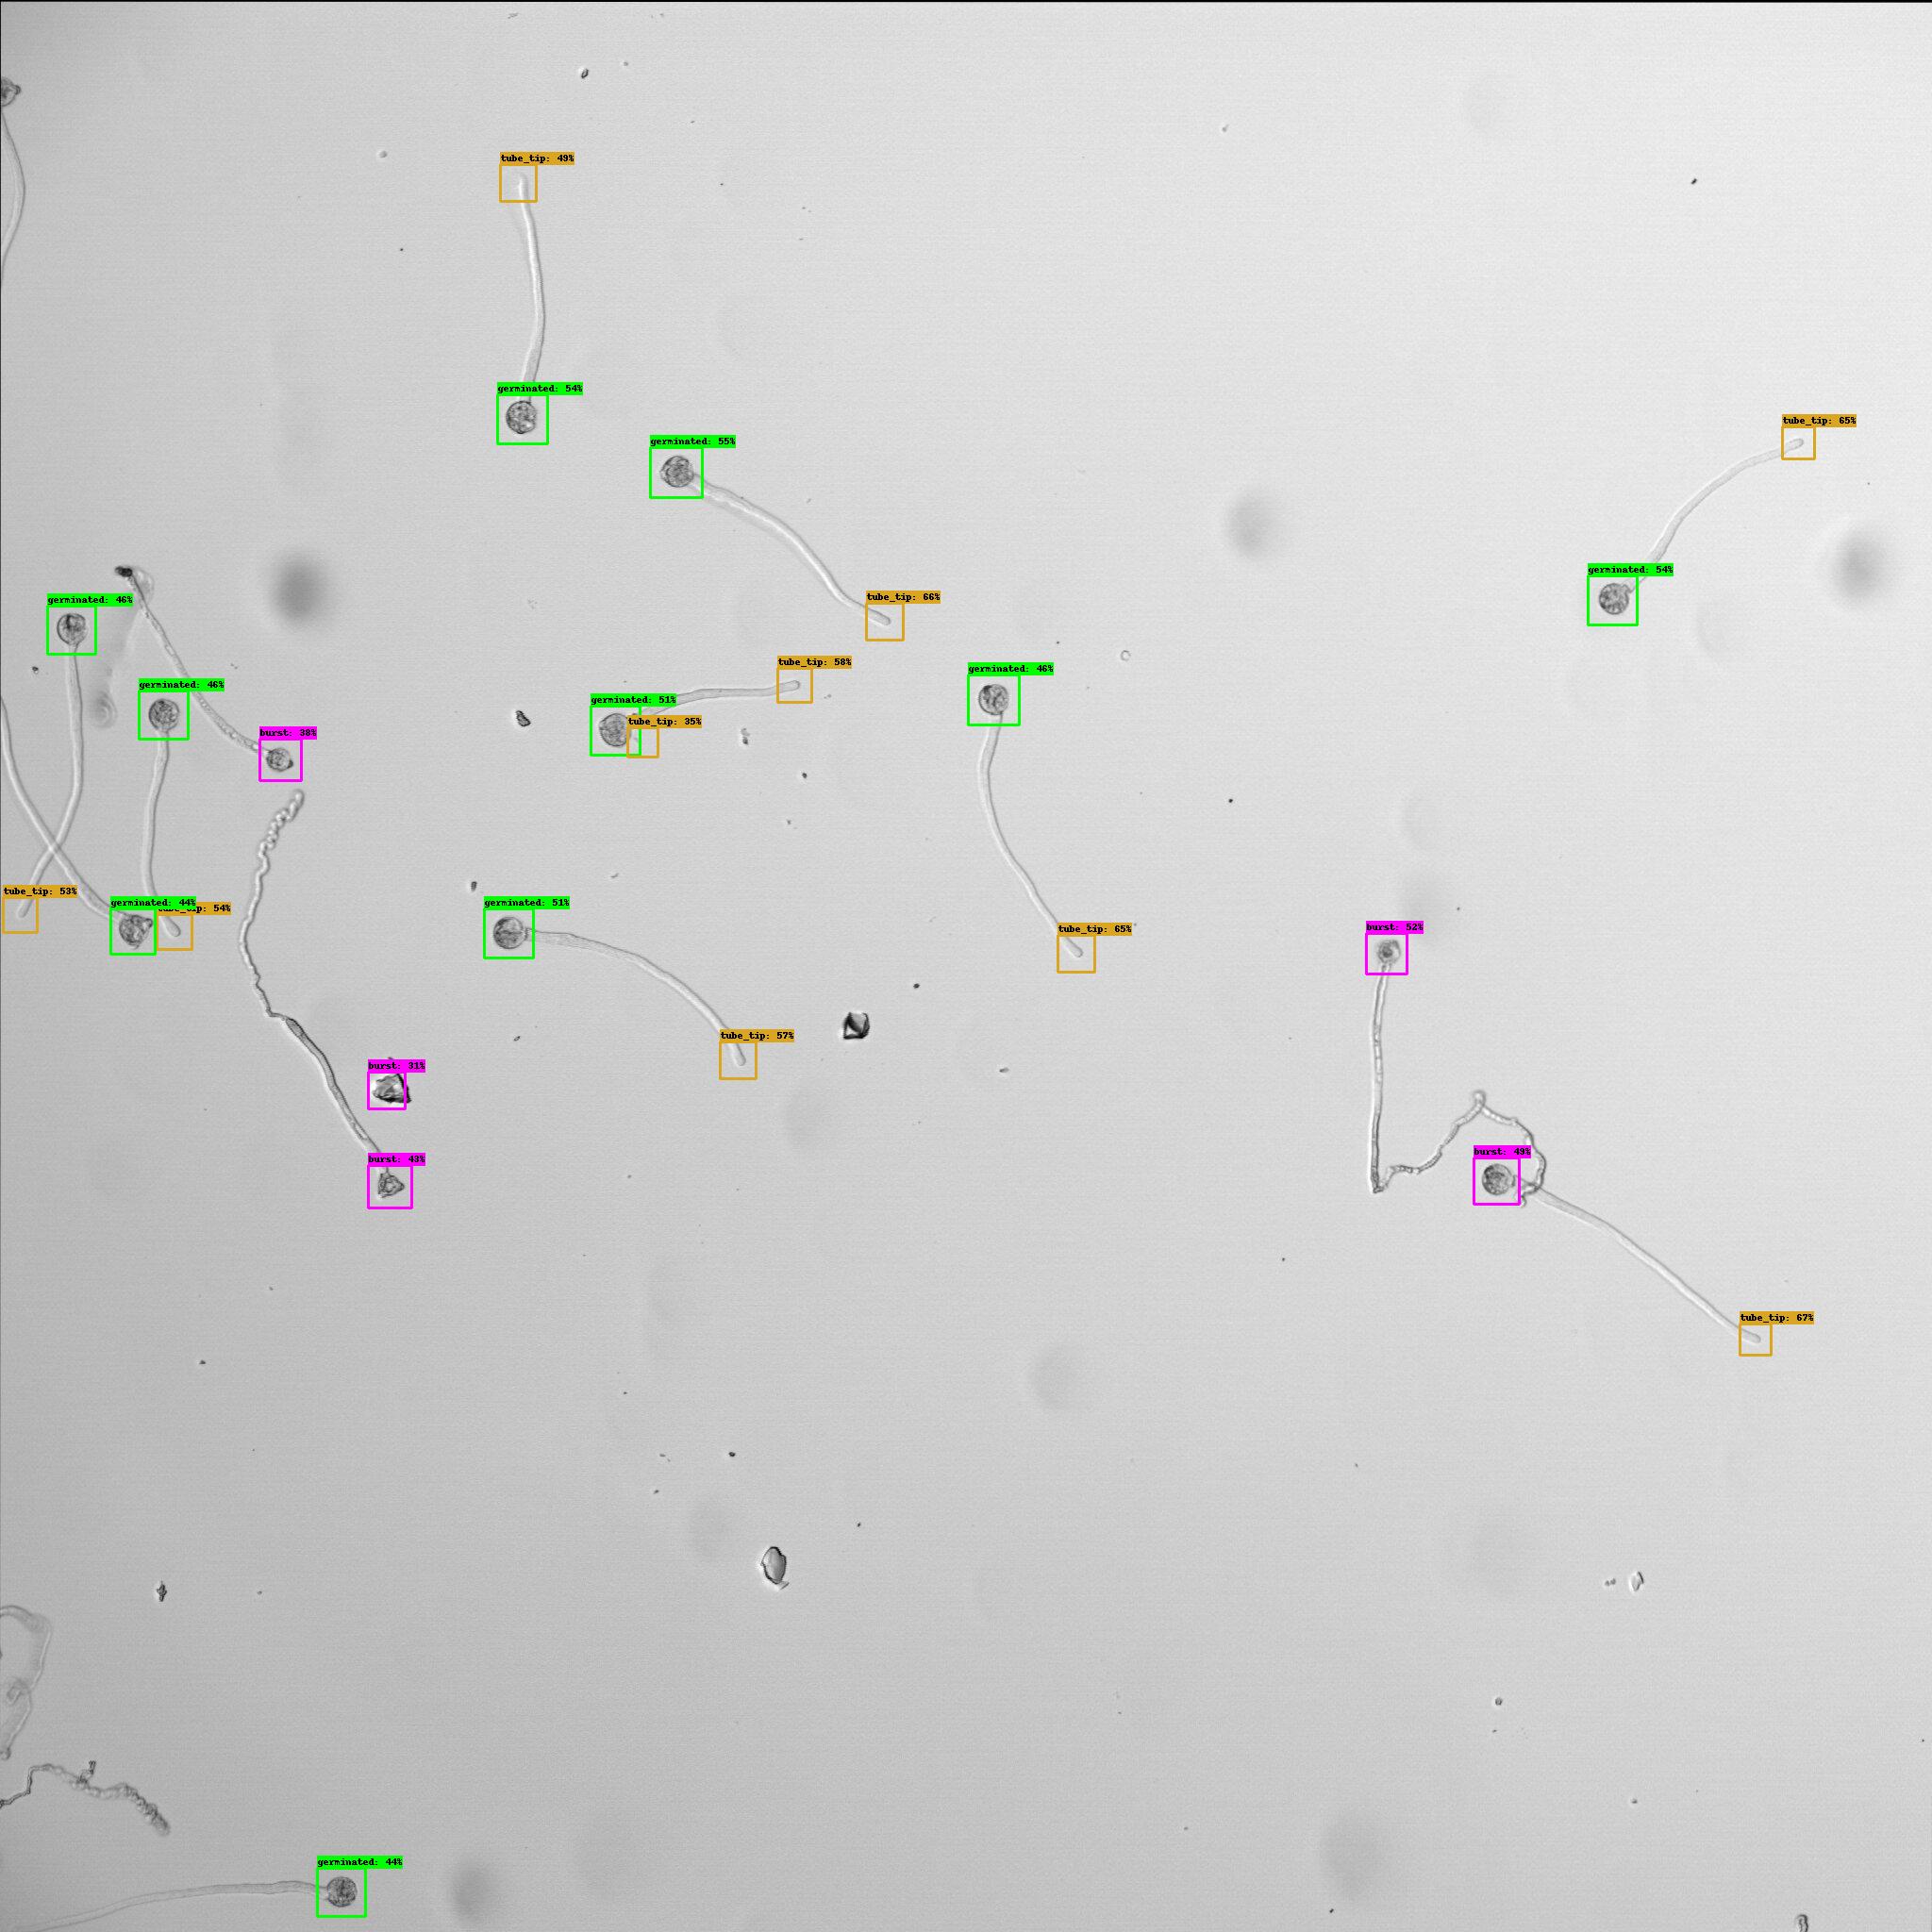 tube_tip: 49%
germinated: 54%
tube_tip: 65%
germinated: 55%
germinated: 54%
tube_tip: 66%
germinated: 46%
tube_tip: 58%
germinated: 46%
germinated: 46%
germinated: 51%
tube_tip: 35%
burst: 38%
tube_tip: 53%
germinated: 44%
54%
germinated: 51%
tube_tip: 65%
burst: 52%
tube_tip: 57%
burst: 31%
burst: 49%
burst: 43%
tube_tip: 67%
germinated: 44%